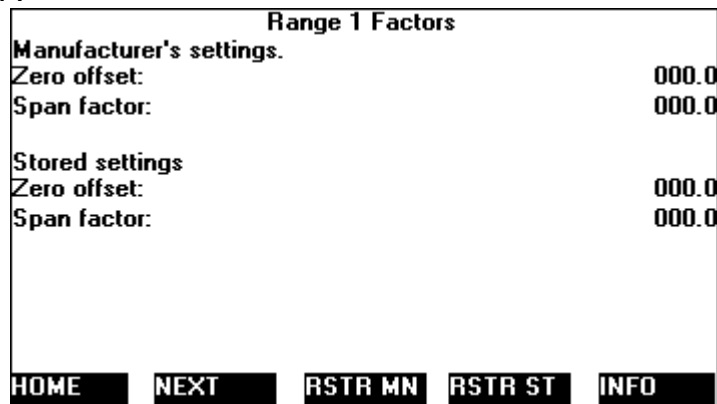 Range 1 Factors
Manufacturer's settings.
Zero offset: 000.0
Span factor: 000.0
Stored settings
Zero offset: 000.0
Span factor: 000.0
HOME NEXT RSTR MN RSTR ST INFO